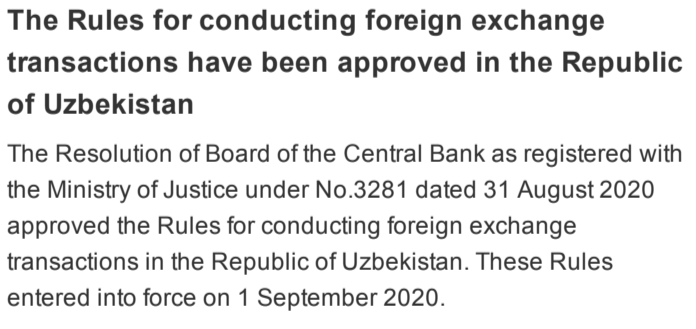 The Rules for conducting foreign exchange
transactions have been approved in the Republic
of Uzbekistan
The Resolution of Board of the Central Bank as registered with
the Ministry of Justice under No.3281 dated 31 August 2020
approved the Rules for conducting foreign exchange
transactions in the Republic of Uzbekistan. These Rules
entered into force on 1 September 2020.